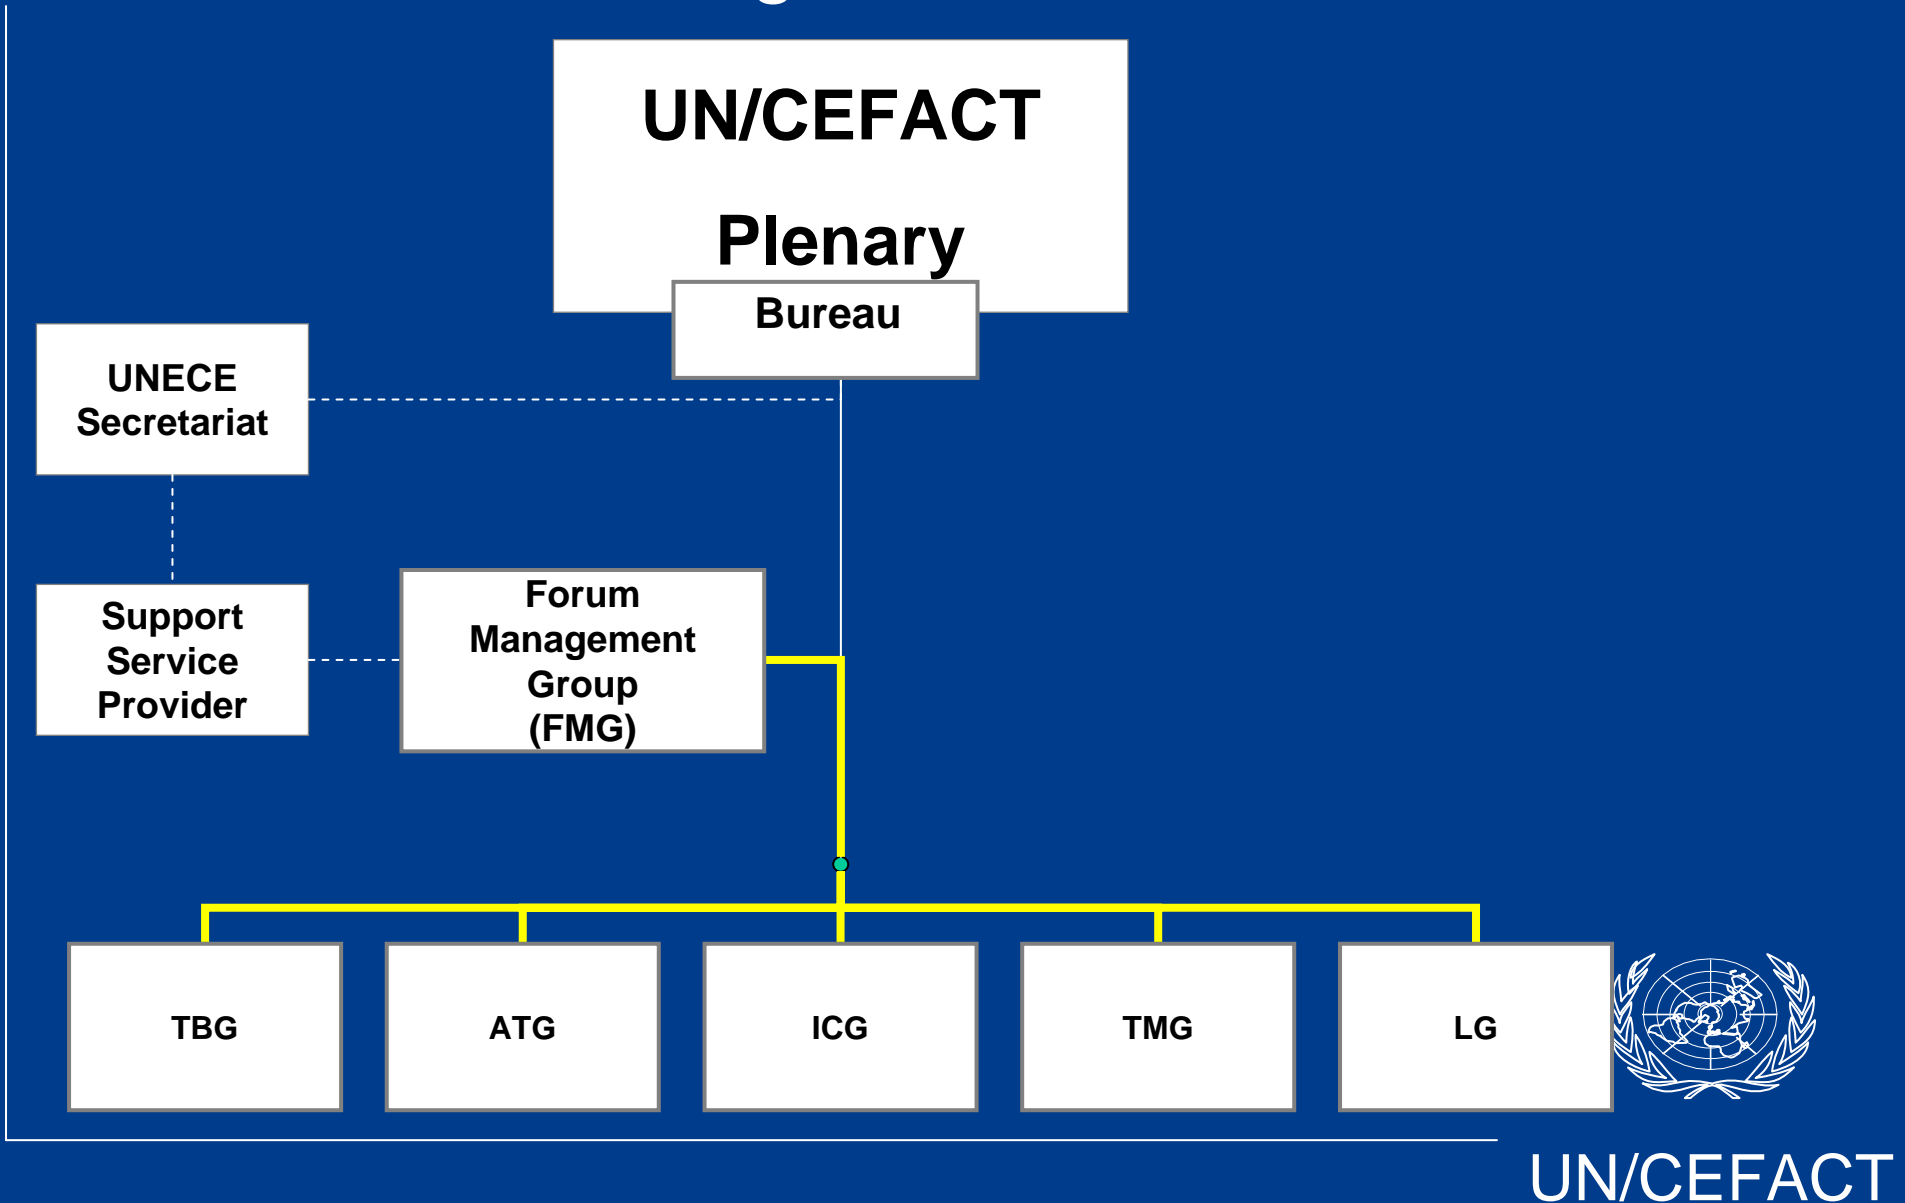 UN/CEFACT
Plenary
Bureau
UNECE
Secretariat
Support
Service
Provider
Forum
Management
Group
(FMG)
TBG
ATG
ICG
TMG
LG
UN/CEFACT